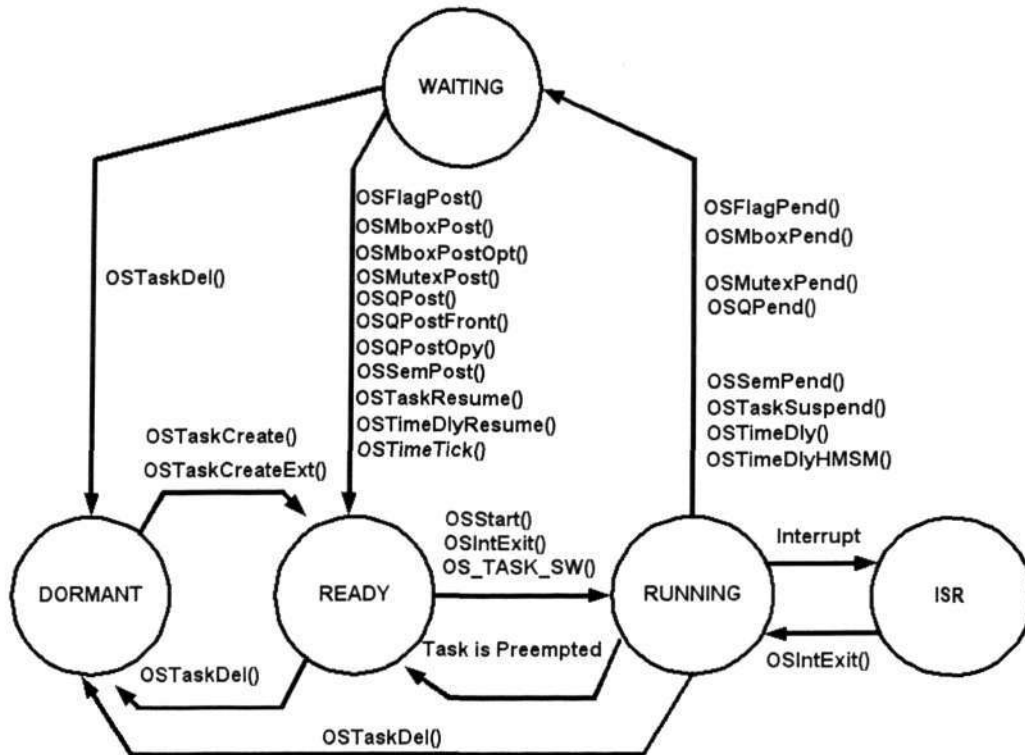 WAITING
OSTaskDel()
OSFlagPost()
OSMboxPost()
OSMboxPostOpt()
OSMutexPost()
OSQPost()
OSQPostFront()
OSQPostOpy()
OSSemPost()
OSTaskResume()
OSTimeDlyResume()
OSTimeTick()
OSFlagPend()
OSMboxPend()
OSMutexPend()
OSQPend()
OSSemPend()
OSTaskSuspend()
OSTimeDly()
OSTimeDlyHMSM()
OSTaskCreate()
OSTaskCreateExt()
OSStart()
OSIntExit()
OS_TASK_SW()
Interrupt
DORMANT
READY
RUNNING
ISR
Task is Preempted
OSIntExit()
OSTaskDel()
OSTaskDel()